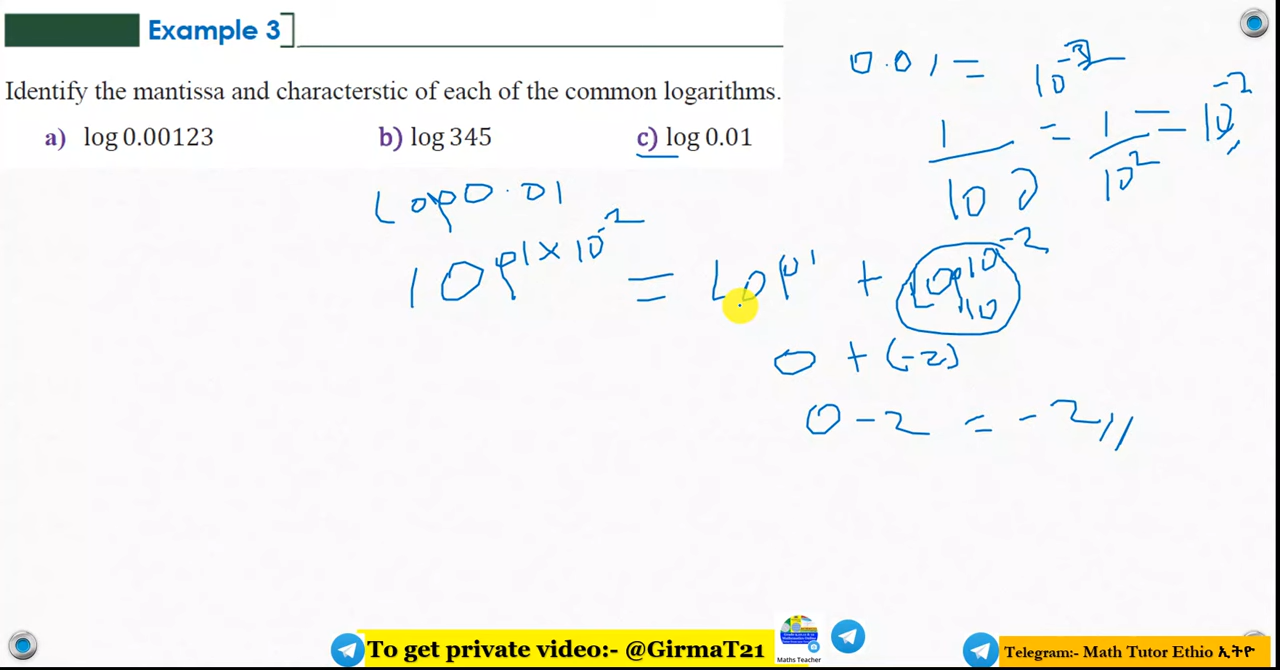 Example 3
Identify the mantissa and characterstic of each of the common logarithms.
a) log 0.00123 b) log 345 c) log 0.01
0.01 = 10⁻²
1/100 = 1/10² = 10⁻²
Log 0.01
log 1 × 10⁻² = Log 1 + log₁₀ 10⁻²
0 + (-2)
0 - 2 = -2//
To get private video:- @GirmaT21
Maths Teacher
Telegram:-- Math Tutor Ethio ኢትዮ